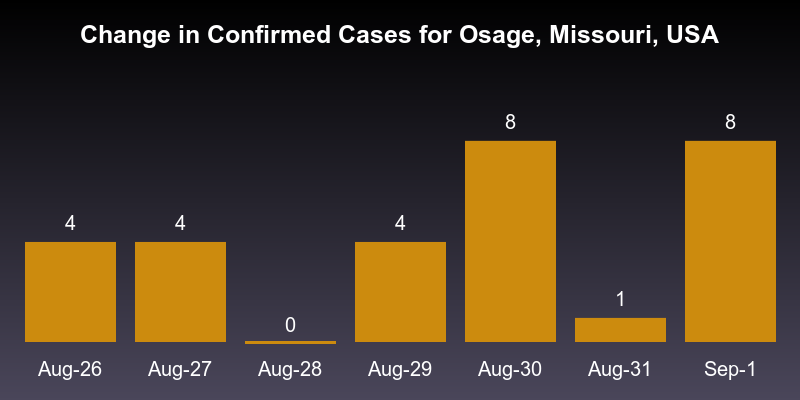 Change in Confirmed Cases for Osage, Missouri, USA
8 8
4 4 4
1
0
Aug-26 Aug-27 Aug-28 Aug-29 Aug-30 Aug-31 Sep-1